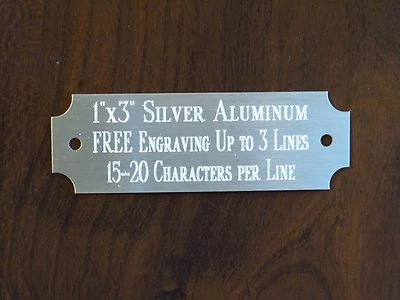 1"x3" Silver Aluminum
FREE Engraving Up to 3 Lines
15-20 Characters per Line